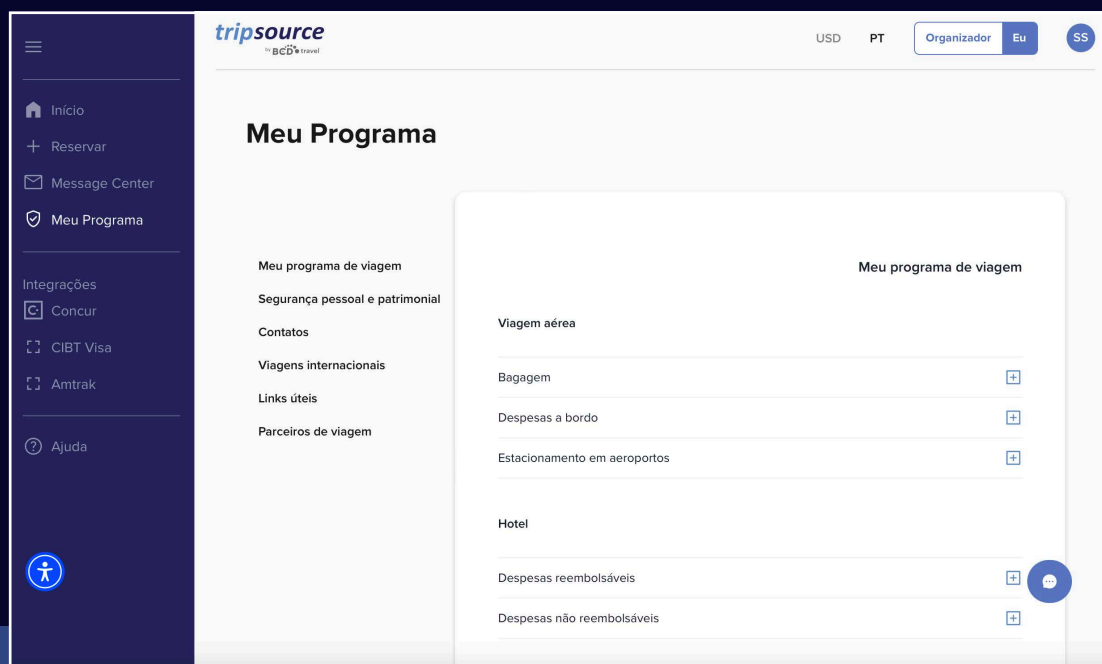 tripsource
by BCD travel
USD
PT
Organizador
Eu
SS
Início
Reservar
Message Center
Meu Programa
Integrações
Concur
CIBT Visa
Amtrak
Ajuda
Meu Programa
Meu programa de viagem
Segurança pessoal e patrimonial
Contatos
Viagens internacionais
Links úteis
Parceiros de viagem
Meu programa de viagem
Viagem aérea
Bagagem
Despesas a bordo
Estacionamento em aeroportos
Hotel
Despesas reembolsáveis
Despesas não reembolsáveis